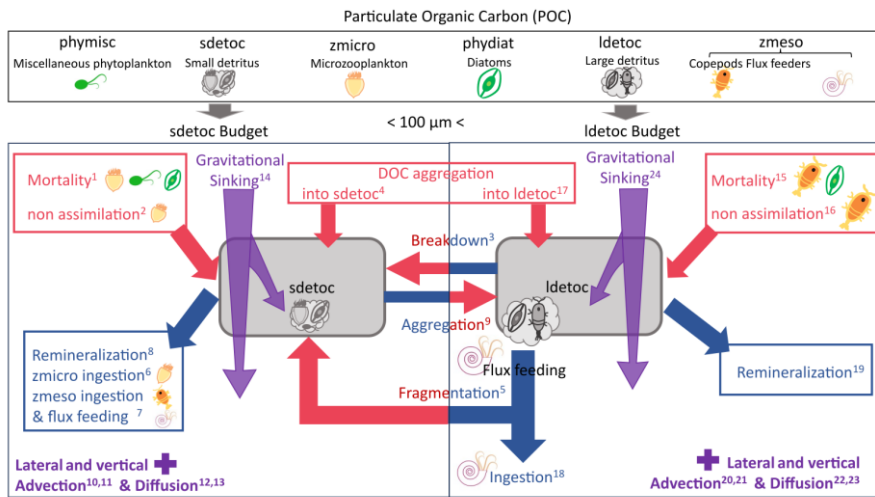 Particulate Organic Carbon (POC)
phymisc
Miscellaneous phytoplankton
sdetoc
Small detritus
zmicro
Microzooplankton
phydiat
Diatoms
ldetoc
Large detritus
zmeso
Copepods Flux feeders
sdetoc Budget
< 100 µm <
ldetoc Budget
Mortality¹
non assimilation²
Gravitational
Sinking¹⁴
DOC aggregation
into sdetoc⁴
into ldetoc¹⁷
Gravitational
Sinking²⁴
Mortality¹⁵
non assimilation¹⁶
Breakdown³
sdetoc
ldetoc
Aggregation⁹
Flux feeding
Fragmentation⁵
Remineralization⁸
zmicro ingestion⁶
zmeso ingestion
& flux feeding ⁷
Remineralization¹⁹
Ingestion¹⁸
Lateral and vertical
Advection¹⁰,¹¹ & Diffusion¹²,¹³
Lateral and vertical
Advection²⁰,²¹ & Diffusion²²,²³